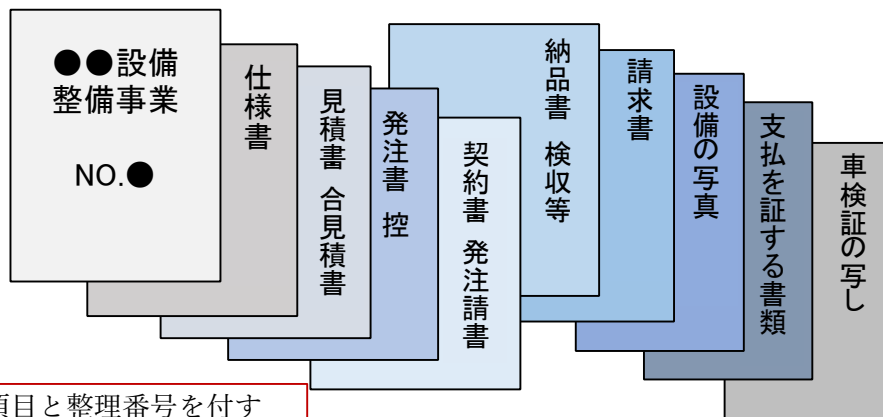 ●●設備
整備事業
NO.●
仕様書
見積書 合見積書
発注書 控
契約書 発注請書
納品書 検収等
請求書
設備の写真
支払を証する書類
車検証の写し
項目と整理番号を付す